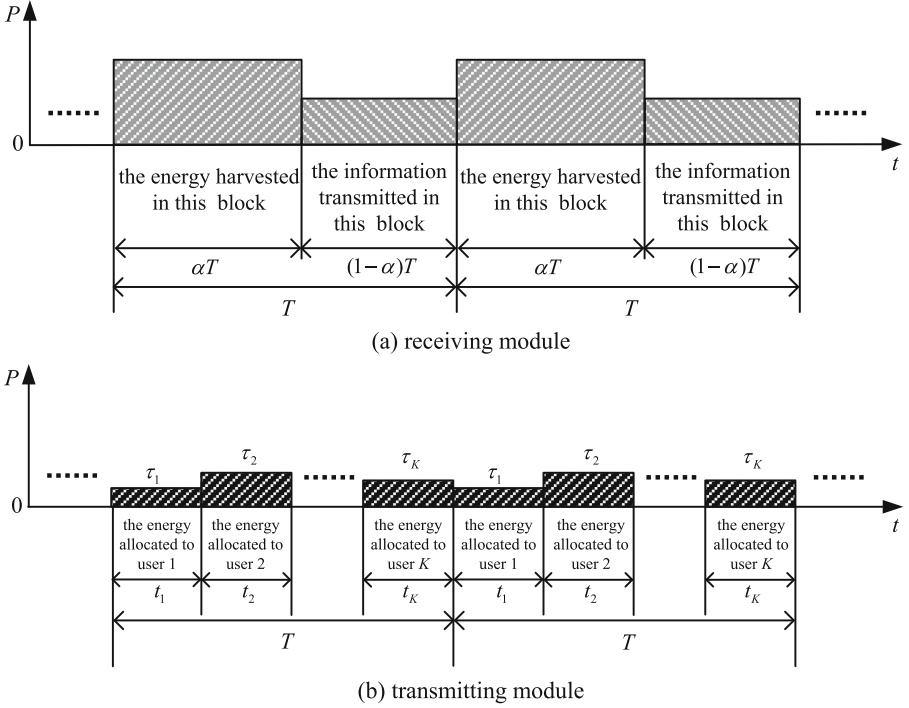 P
0
t
the energy harvested
in this block
the information
transmitted in
this block
the energy harvested
in this block
the information
transmitted in
this block
αT
(1−α)T
αT
(1−α)T
T
T
(a) receiving module
P
τ1
τ2
τK
τ1
τ2
τK
0
t
the energy
allocated to
user 1
the energy
allocated to
user 2
the energy
allocated to
user K
the energy
allocated to
user 1
the energy
allocated to
user 2
the energy
allocated to
user K
t1
t2
tK
t1
t2
tK
T
T
(b) transmitting module